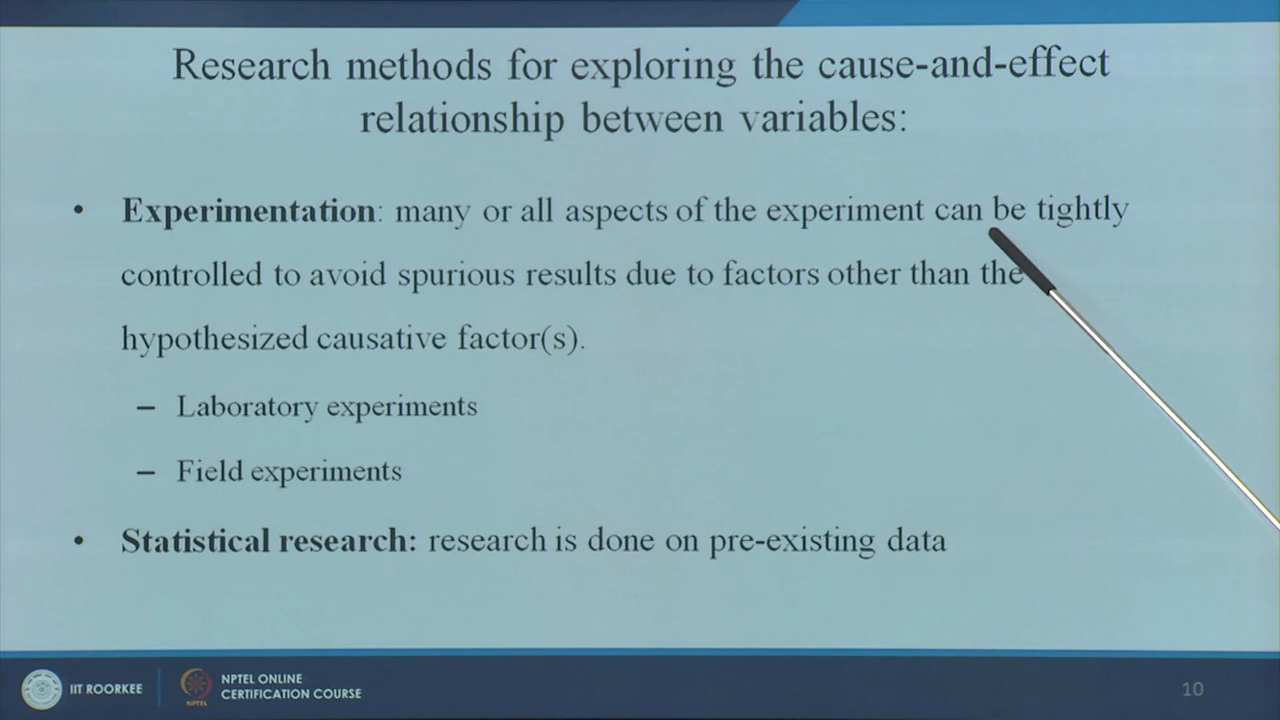 Research methods for exploring the cause-and-effect
relationship between variables:
• Experimentation: many or all aspects of the experiment can be tightly
controlled to avoid spurious results due to factors other than the
hypothesized causative factor(s).
– Laboratory experiments
– Field experiments
• Statistical research: research is done on pre-existing data
IIT ROORKEE
NPTEL
NPTEL ONLINE
CERTIFICATION COURSE
10